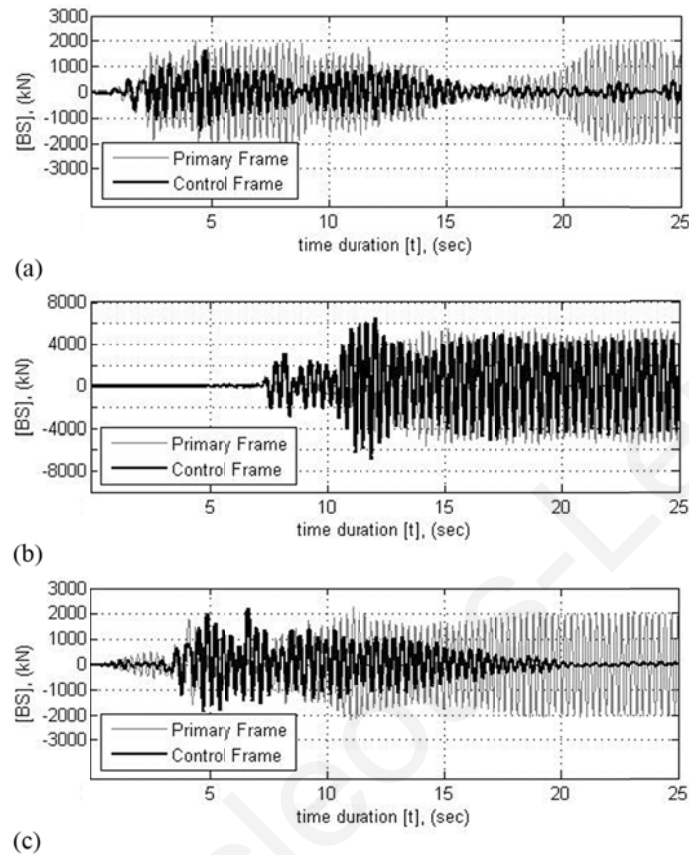 3000
2000
1000
0
-1000
-2000
-3000
[BS], (kN)
Primary Frame
Control Frame
5 10 15 20 25
time duration [t], (sec)
(a)
8000
4000
0
-4000
-8000
[BS], (kN)
Primary Frame
Control Frame
5 10 15 20 25
time duration [t], (sec)
(b)
3000
2000
1000
0
-1000
-2000
-3000
[BS], (kN)
Primary Frame
Control Frame
5 10 15 20 25
time duration [t], (sec)
(c)